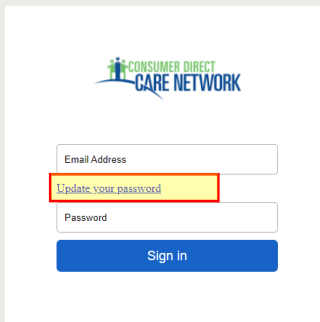 CONSUMER DIRECT
CARE NETWORK
Email Address
Update your password
Password
Sign in